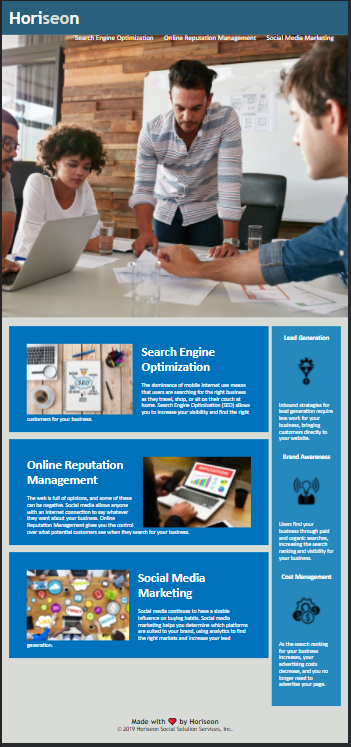 Horiseon
Search Engine Optimization Online Reputation Management Social Media Marketing
Search Engine
Optimization
The dominance of mobile internet use means
that users are searching for the right business
as they travel, shop, or sit on their couch at
home. Search Engine Optimization (SEO) allows
you to increase your visibility and find the right
customers for your business.
SEO
Online Reputation
Management
The web is full of opinions, and some of these
can be negative. Social media allows anyone
with an internet connection to say whatever
they want about your business. Online
Reputation Management gives you the control
over what potential customers see when they search for your business.
REPUTATION
Social Media
Marketing
Social media continues to have a sizable
influence on buying habits. Social media
marketing helps you determine which platforms
are suited to your brand, using analytics to find
the right markets and increase your lead
generation.
Lead Generation
Inbound strategies for
lead generation require
less work for your
business, bringing
customers directly to
your website.
Brand Awareness
Users find your
business through paid
and organic searches,
increasing the search
ranking and visibility for
your business.
Cost Management
As the search ranking
for your business
increases, your
advertising costs
decrease, and you no
longer need to
advertise your page.
Made with ❤️ by Horiseon
© 2019 Horiseon Social Solution Services, Inc.